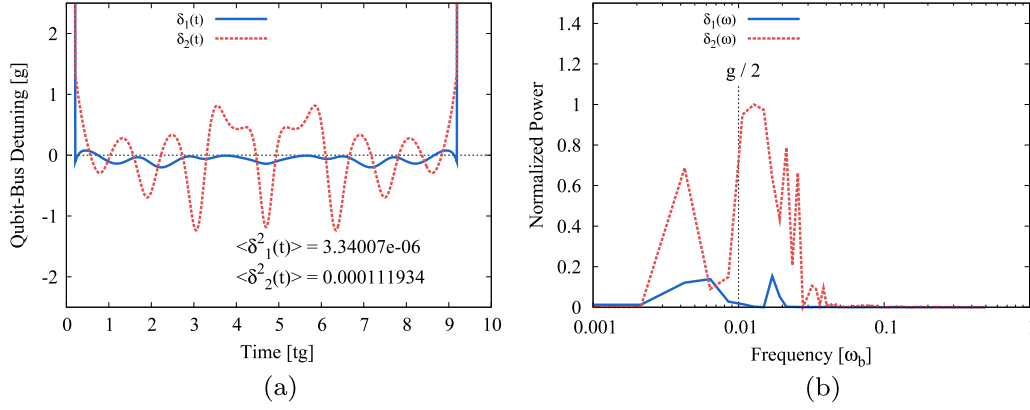 δ1(t)
δ2(t)
2
1
0
-1
-2
Qubit-Bus Detuning [g]
<δ²1(t)> = 3.34007e-06
<δ²2(t)> = 0.000111934
0 1 2 3 4 5 6 7 8 9 10
Time [tg]
(a)
δ1(ω)
δ2(ω)
g / 2
1.4
1.2
1
0.8
0.6
0.4
0.2
0
Normalized Power
0.001 0.01 0.1 1
Frequency [ωb]
(b)